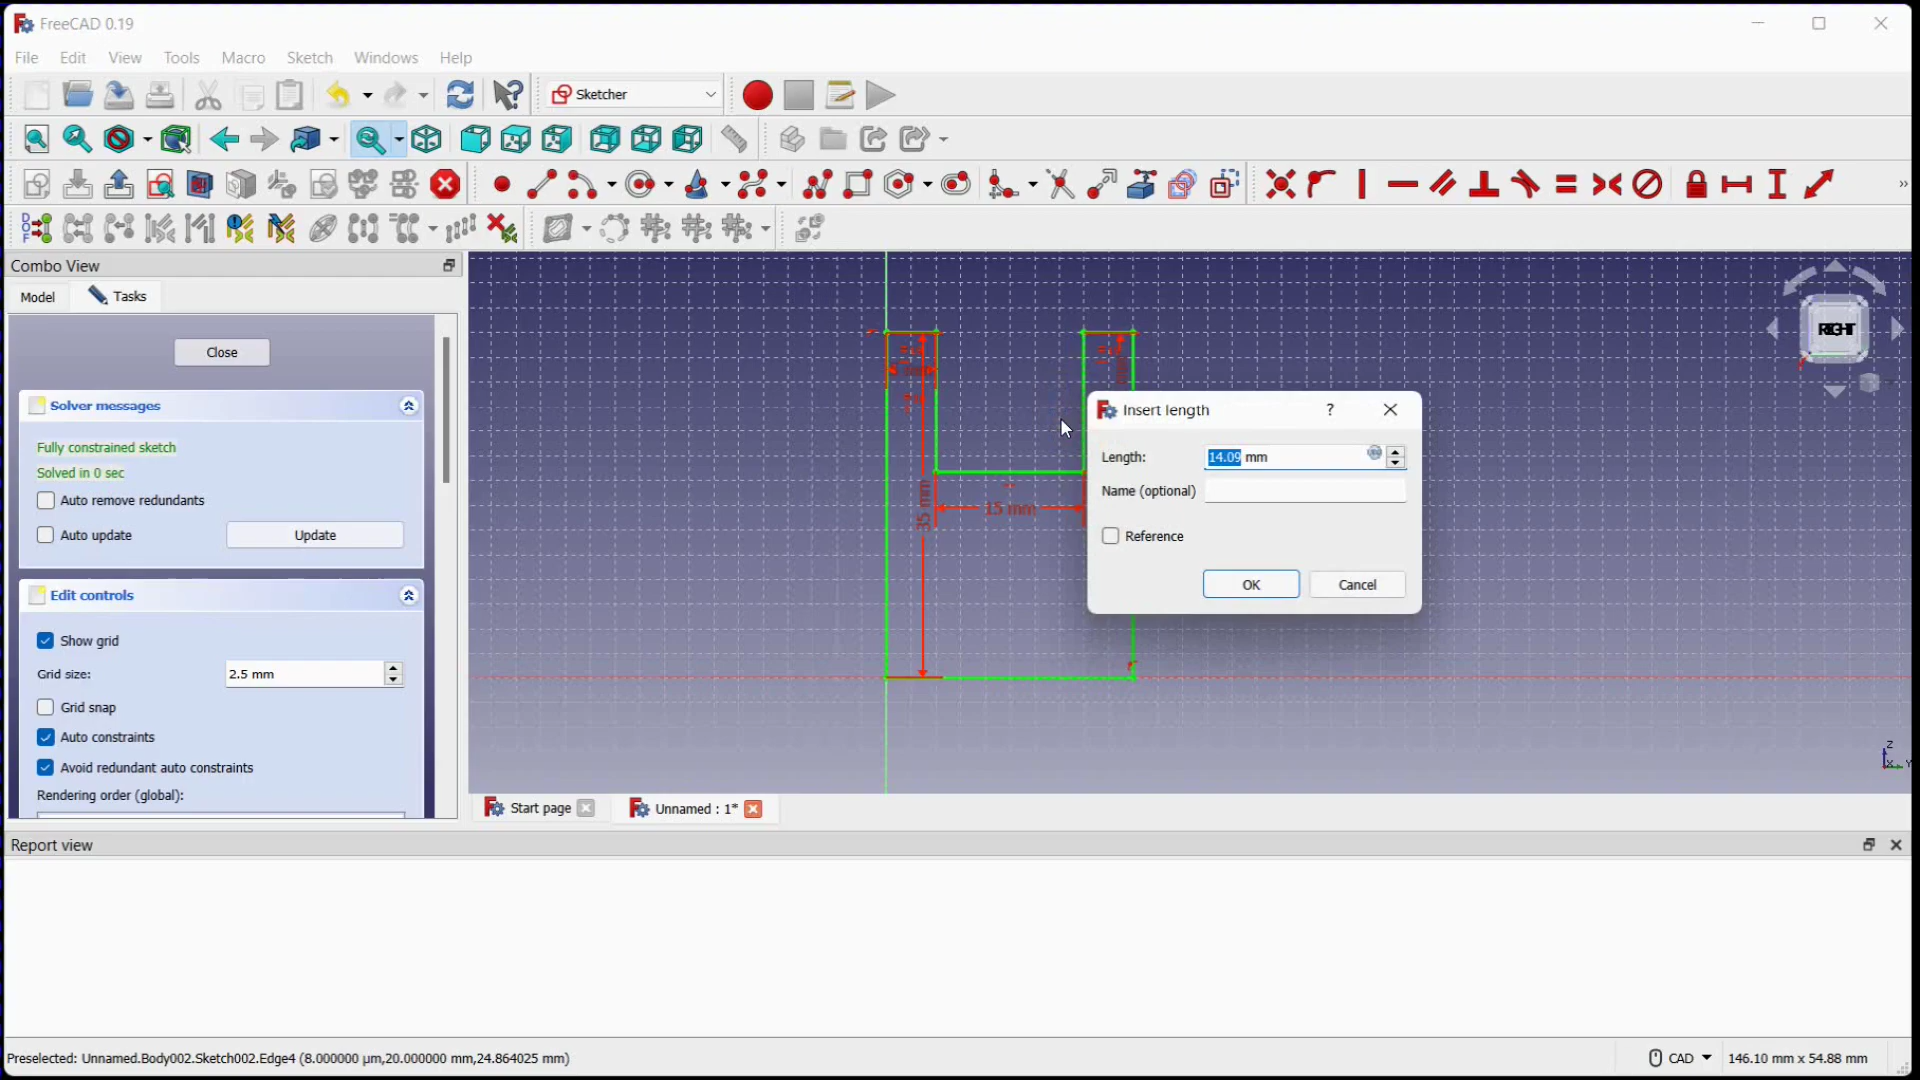 FreeCAD 0.19
File Edit View Tools Macro Sketch Windows Help
Sketcher
Combo View
Model Tasks
Close
Solver messages
Fully constrained sketch
Solved in 0 sec
Auto remove redundants
Auto update Update
Edit controls
Show grid
Grid size: 2.5 mm
Grid snap
Auto constraints
Avoid redundant auto constraints
Rendering order (global):
35 mm
15 mm
Insert length ?
Length: 14.09 mm
Name (optional)
Reference
OK Cancel
RIGHT
Z
X Y
Start page Unnamed : 1*
Report view
Preselected: Unnamed.Body002.Sketch002.Edge4 (8.000000 µm,20.000000 mm,24.864025 mm)
CAD 146.10 mm x 54.88 mm